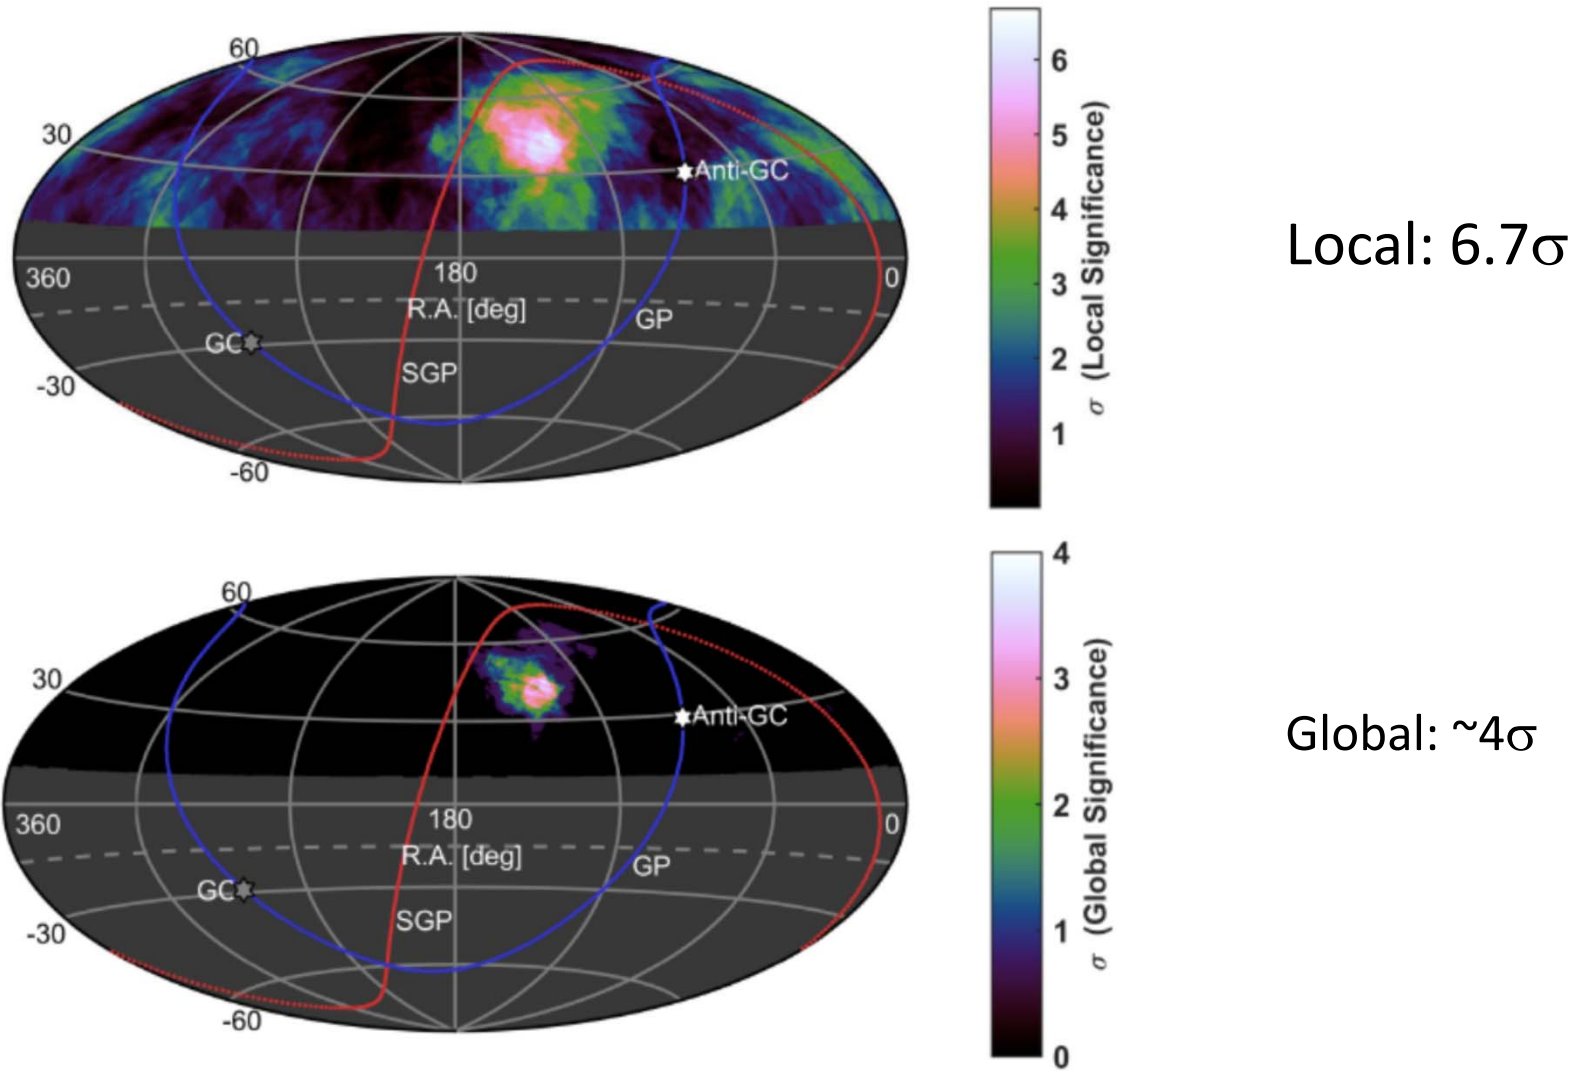 60
30
Anti-GC
360
180
0
R.A. [deg]
GP
GC
SGP
-30
-60
6
5
4
3
2
1
σ (Local Significance)
Local: 6.7σ
60
30
Anti-GC
360
180
0
R.A. [deg]
GP
GC
SGP
-30
-60
4
3
2
1
0
σ (Global Significance)
Global: ~4σ